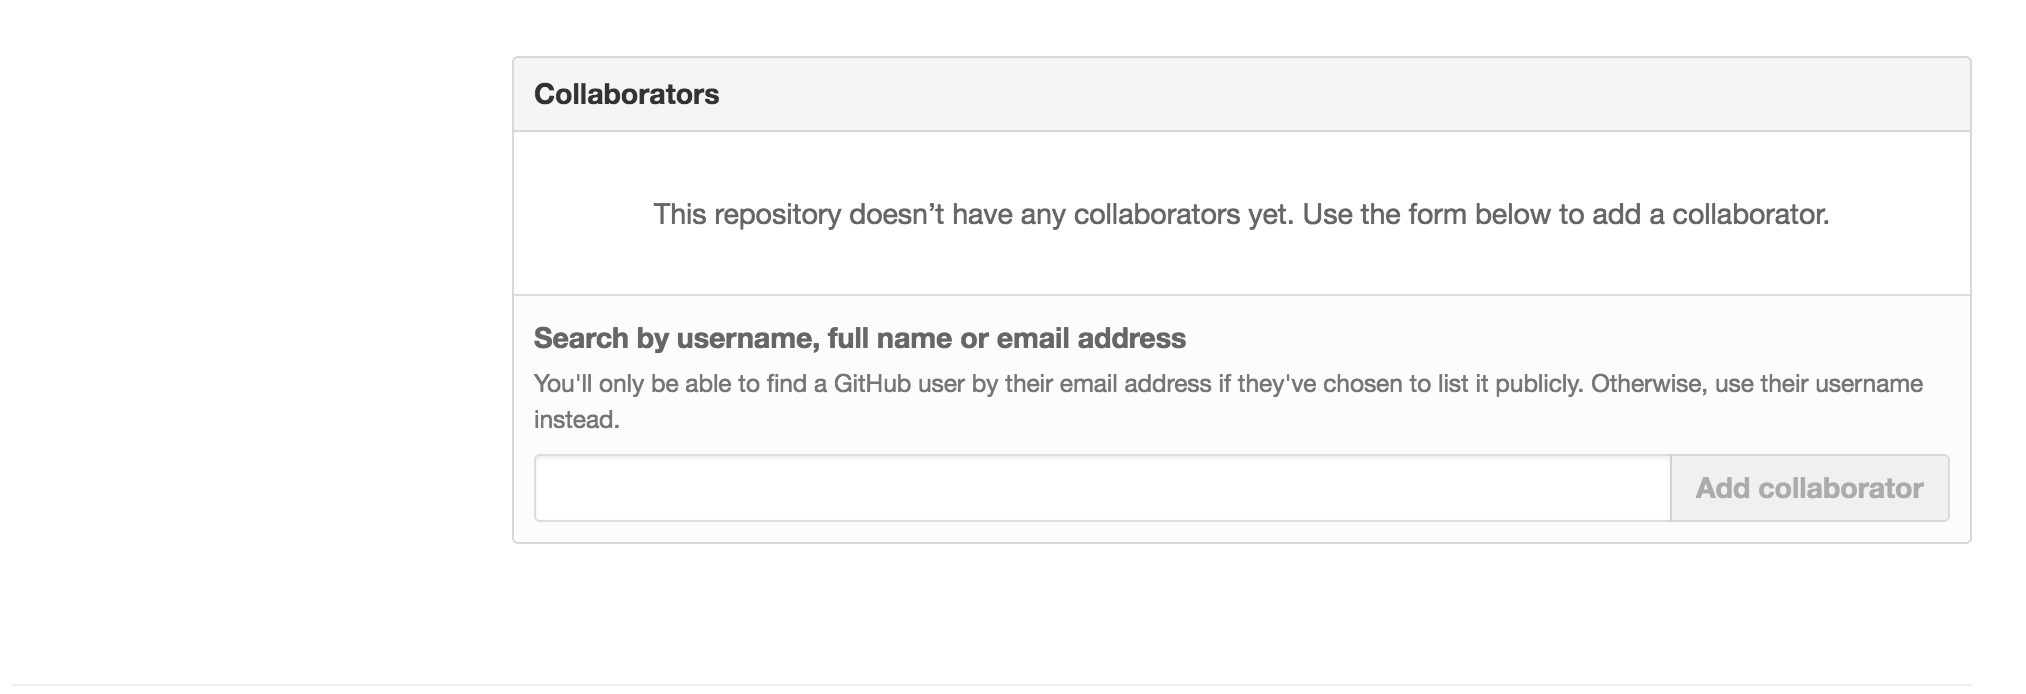 Collaborators
This repository doesn’t have any collaborators yet. Use the form below to add a collaborator.
Search by username, full name or email address
You'll only be able to find a GitHub user by their email address if they've chosen to list it publicly. Otherwise, use their username
instead.
Add collaborator